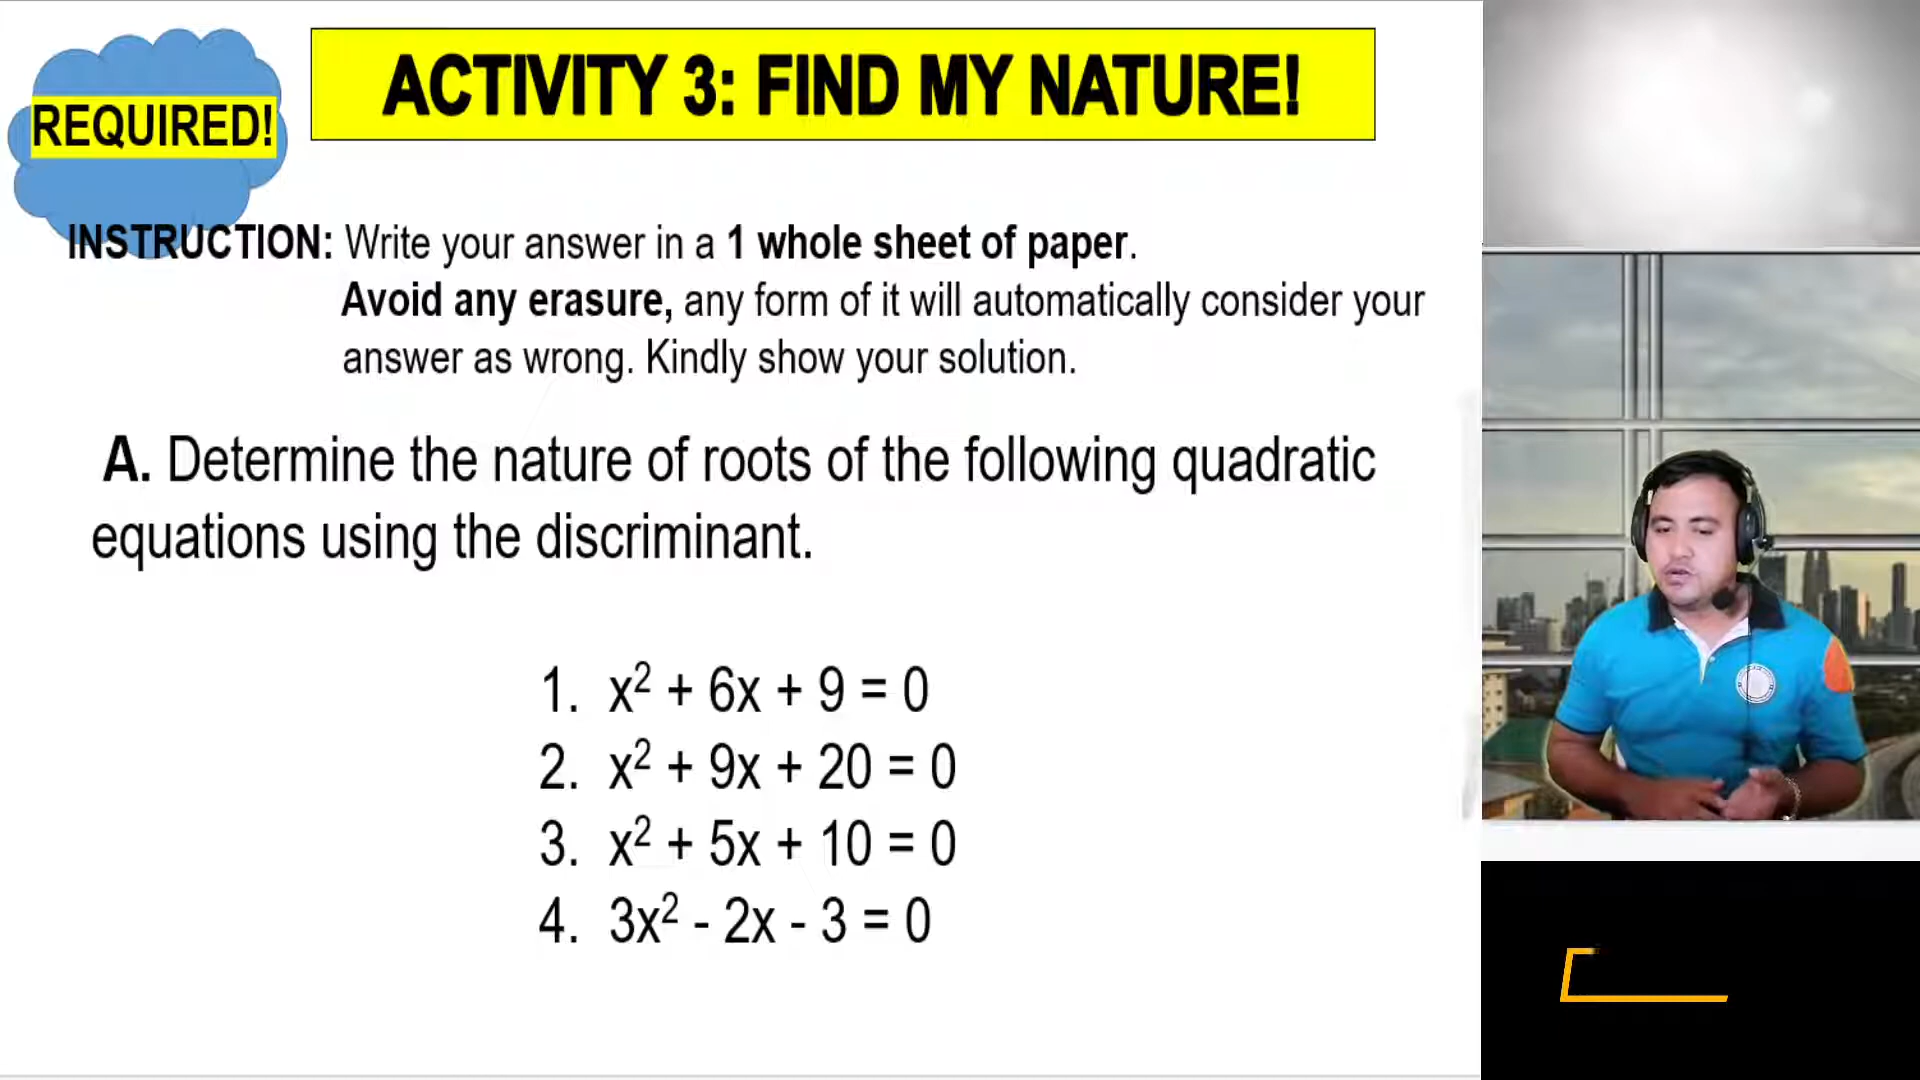 REQUIRED!
ACTIVITY 3: FIND MY NATURE!
INSTRUCTION: Write your answer in a 1 whole sheet of paper.
Avoid any erasure, any form of it will automatically consider your
answer as wrong. Kindly show your solution.
A. Determine the nature of roots of the following quadratic
equations using the discriminant.
1. x² + 6x + 9 = 0
2. x² + 9x + 20 = 0
3. x² + 5x + 10 = 0
4. 3x² - 2x - 3 = 0